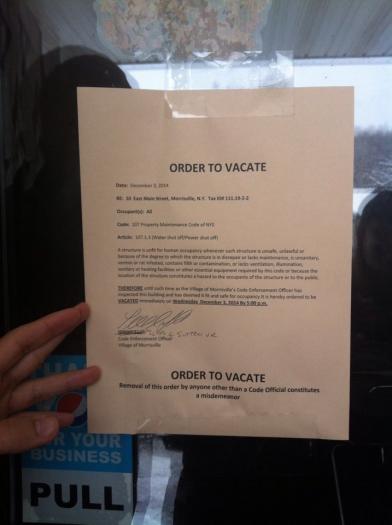 ORDER TO VACATE
Date: December 3, 2014
RE: 33 East Main Street, Morrisville, N.Y. Tax ID#
Occupant(s): All
Code: 107 Property Maintenance Code of NYS
Article: 107.1.3 (Water shut off/Power shut off)
A structure is unfit for human occupancy whenever such structure is unsafe, unlawful or
because of the degree to which the structure is in disrepair or lacks maintenance, is unsanitary,
vermin or rat infested, contains filth or contamination, or lacks ventilation, illumination,
sanitary or heating facilities or other essential equipment required by this code or because the
location of the structure constitutes a hazard to the occupants of the structure or to the public.
THEREFORE until such time as the Village of Morrisville's Code Enforcement Officer has
inspected this building and has deemed it fit and safe for occupancy it is hereby ordered to be
VACATED immediately or Wednesday, December 3, 2014 By 5:00 p.m.
Code Enforcement Officer
Village of Morrisville
ORDER TO VACATE
Removal of this order by anyone other than a Code Official constitutes
a misdemeanor
YOUR
BUSINESS
PULL